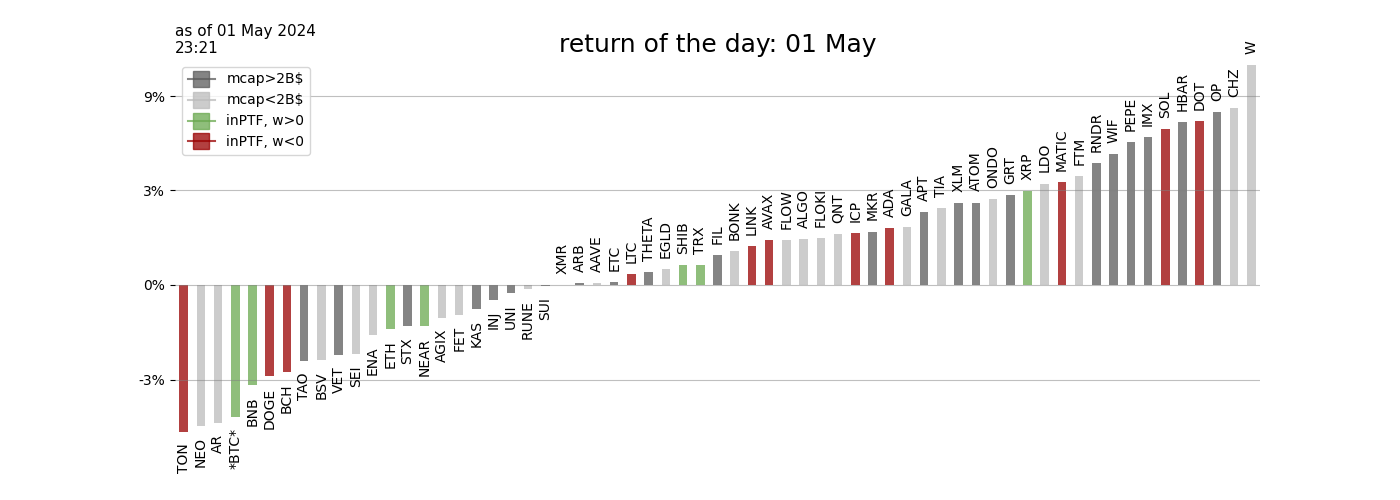 as of 01 May 2024
23:21
return of the day: 01 May
mcap>2B$
mcap<2B$
inPTF, w>0
inPTF, w<0
9%
3%
0%
-3%
TON
NEO
AR
*BTC*
BNB
DOGE
BCH
TAO
BSV
VET
SEI
ENA
ETH
STX
NEAR
AGIX
FET
KAS
INJ
UNI
RUNE
SUI
XMR
ARB
AAVE
ETC
LTC
THETA
EGLD
SHIB
TRX
FIL
BONK
LINK
AVAX
FLOW
ALGO
FLOKI
QNT
ICP
MKR
ADA
GALA
APT
TIA
XLM
ATOM
ONDO
GRT
XRP
LDO
MATIC
FTM
RNDR
WIF
PEPE
IMX
SOL
HBAR
DOT
OP
CHZ
W